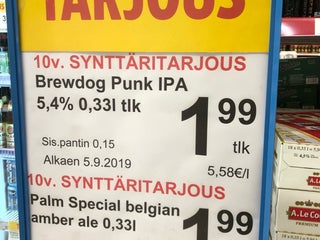 TARJOUS
10v. SYNTTÄRITARJOUS
Brewdog Punk IPA
5,4% 0,33l tlk
1 99
tlk
Sis.pantin 0,15
Alkaen 5.9.2019
5,58€/l
10v. SYNTTÄRITARJOUS
Palm Special belgian
amber ale 0,33l
1 99
A. Le Co